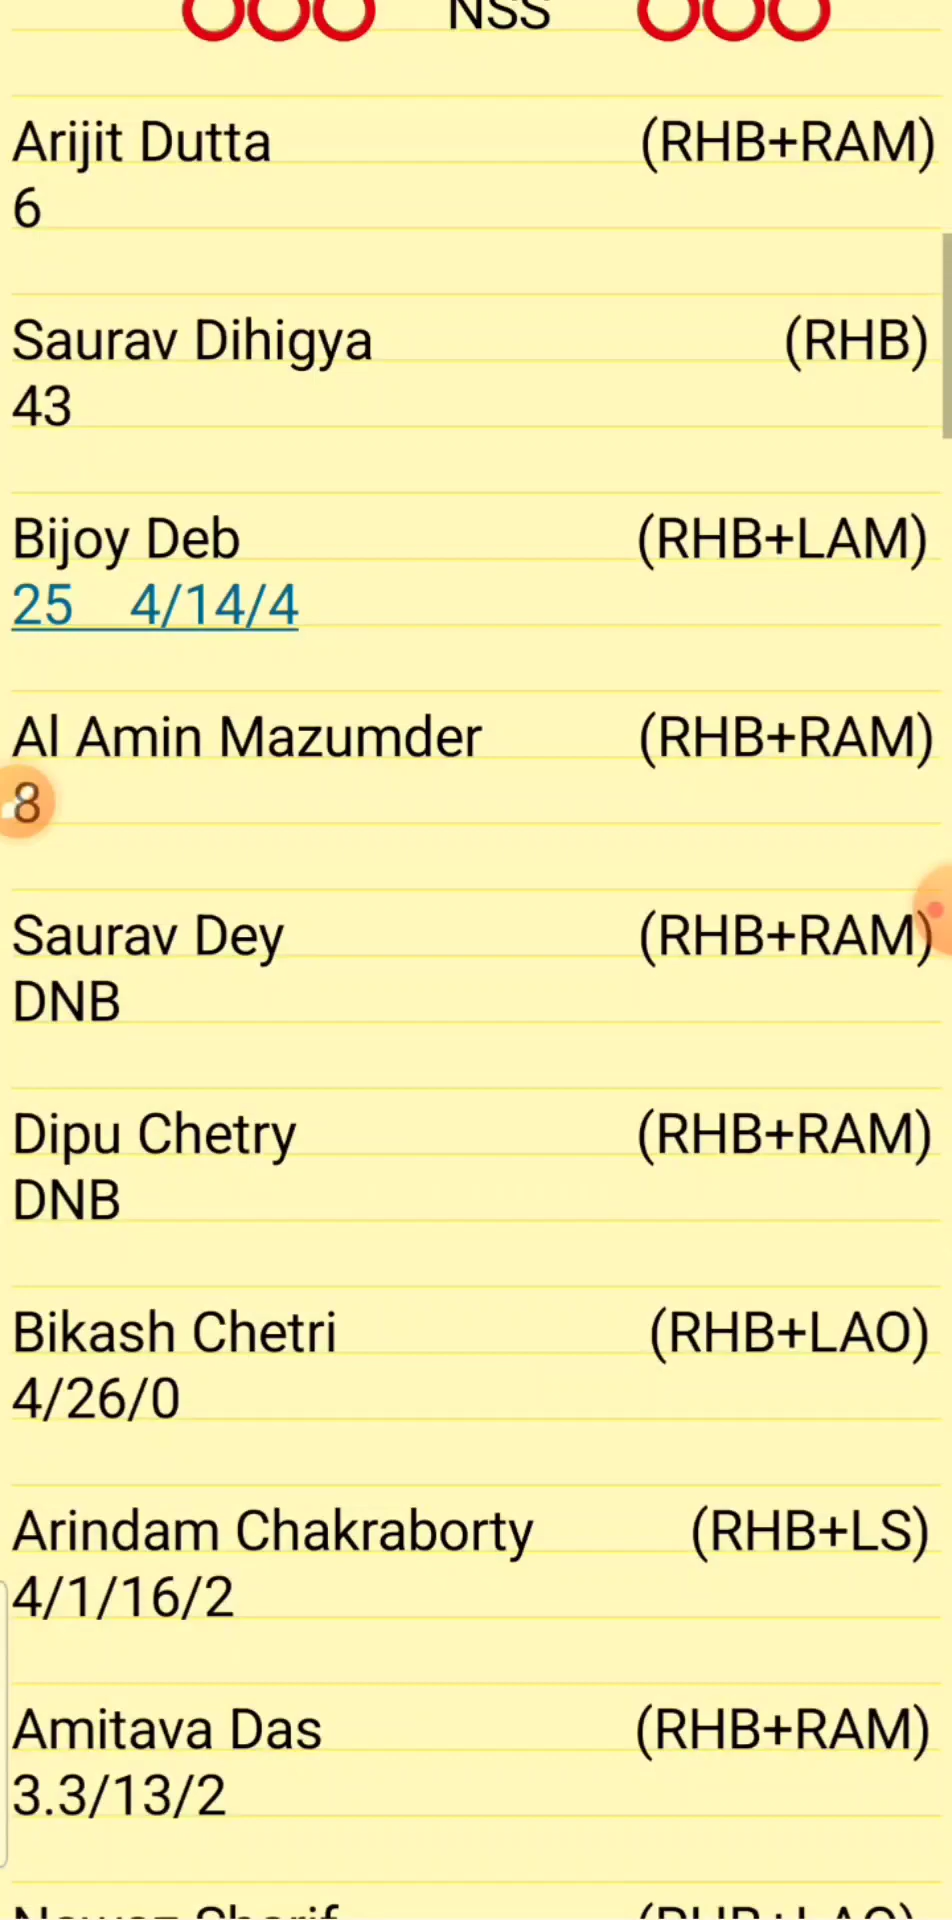 ⭕⭕⭕ NSS ⭕⭕⭕
Arijit Dutta (RHB+RAM)
6
Saurav Dihigya (RHB)
43
Bijoy Deb (RHB+LAM)
25 4/14/4
Al Amin Mazumder (RHB+RAM)
8
Saurav Dey (RHB+RAM)
DNB
Dipu Chetry (RHB+RAM)
DNB
Bikash Chetri (RHB+LAO)
4/26/0
Arindam Chakraborty (RHB+LS)
4/1/16/2
Amitava Das (RHB+RAM)
3.3/13/2